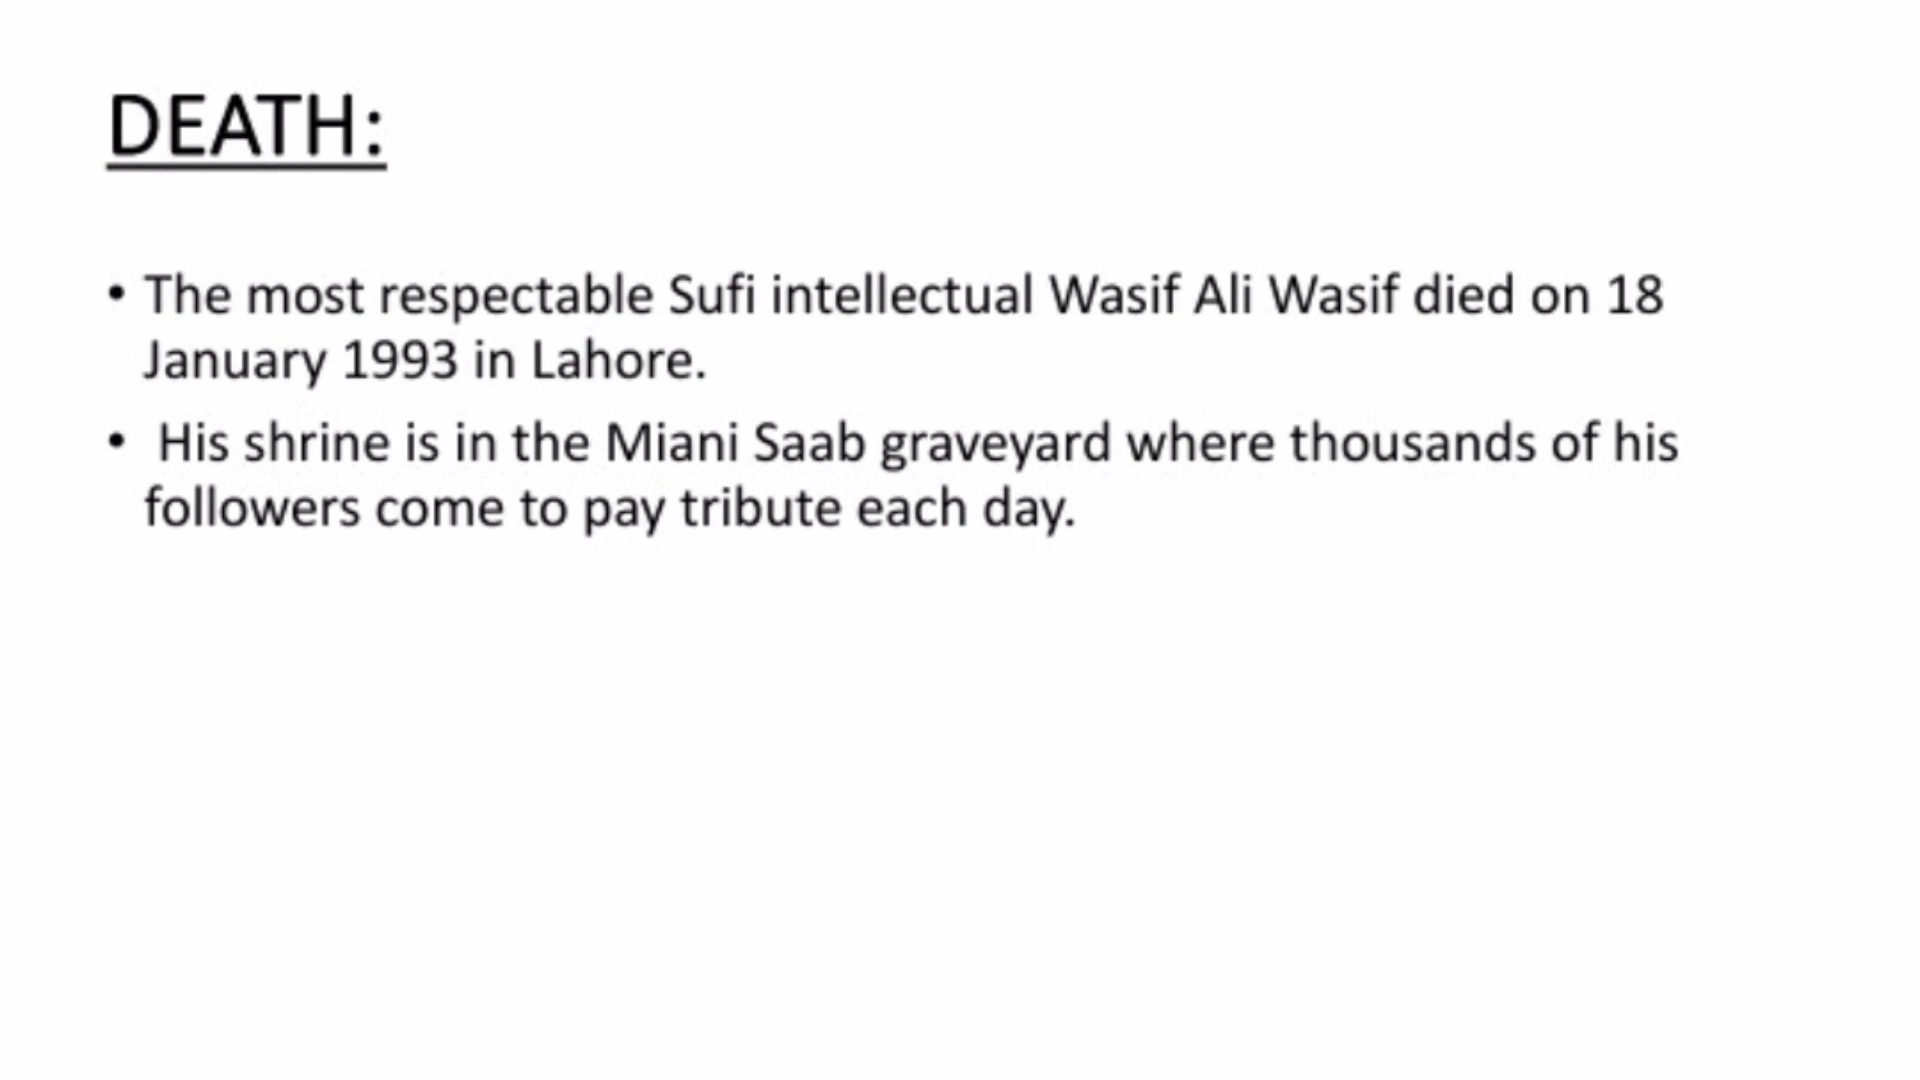 DEATH:
• The most respectable Sufi intellectual Wasif Ali Wasif died on 18
January 1993 in Lahore.
• His shrine is in the Miani Saab graveyard where thousands of his
followers come to pay tribute each day.